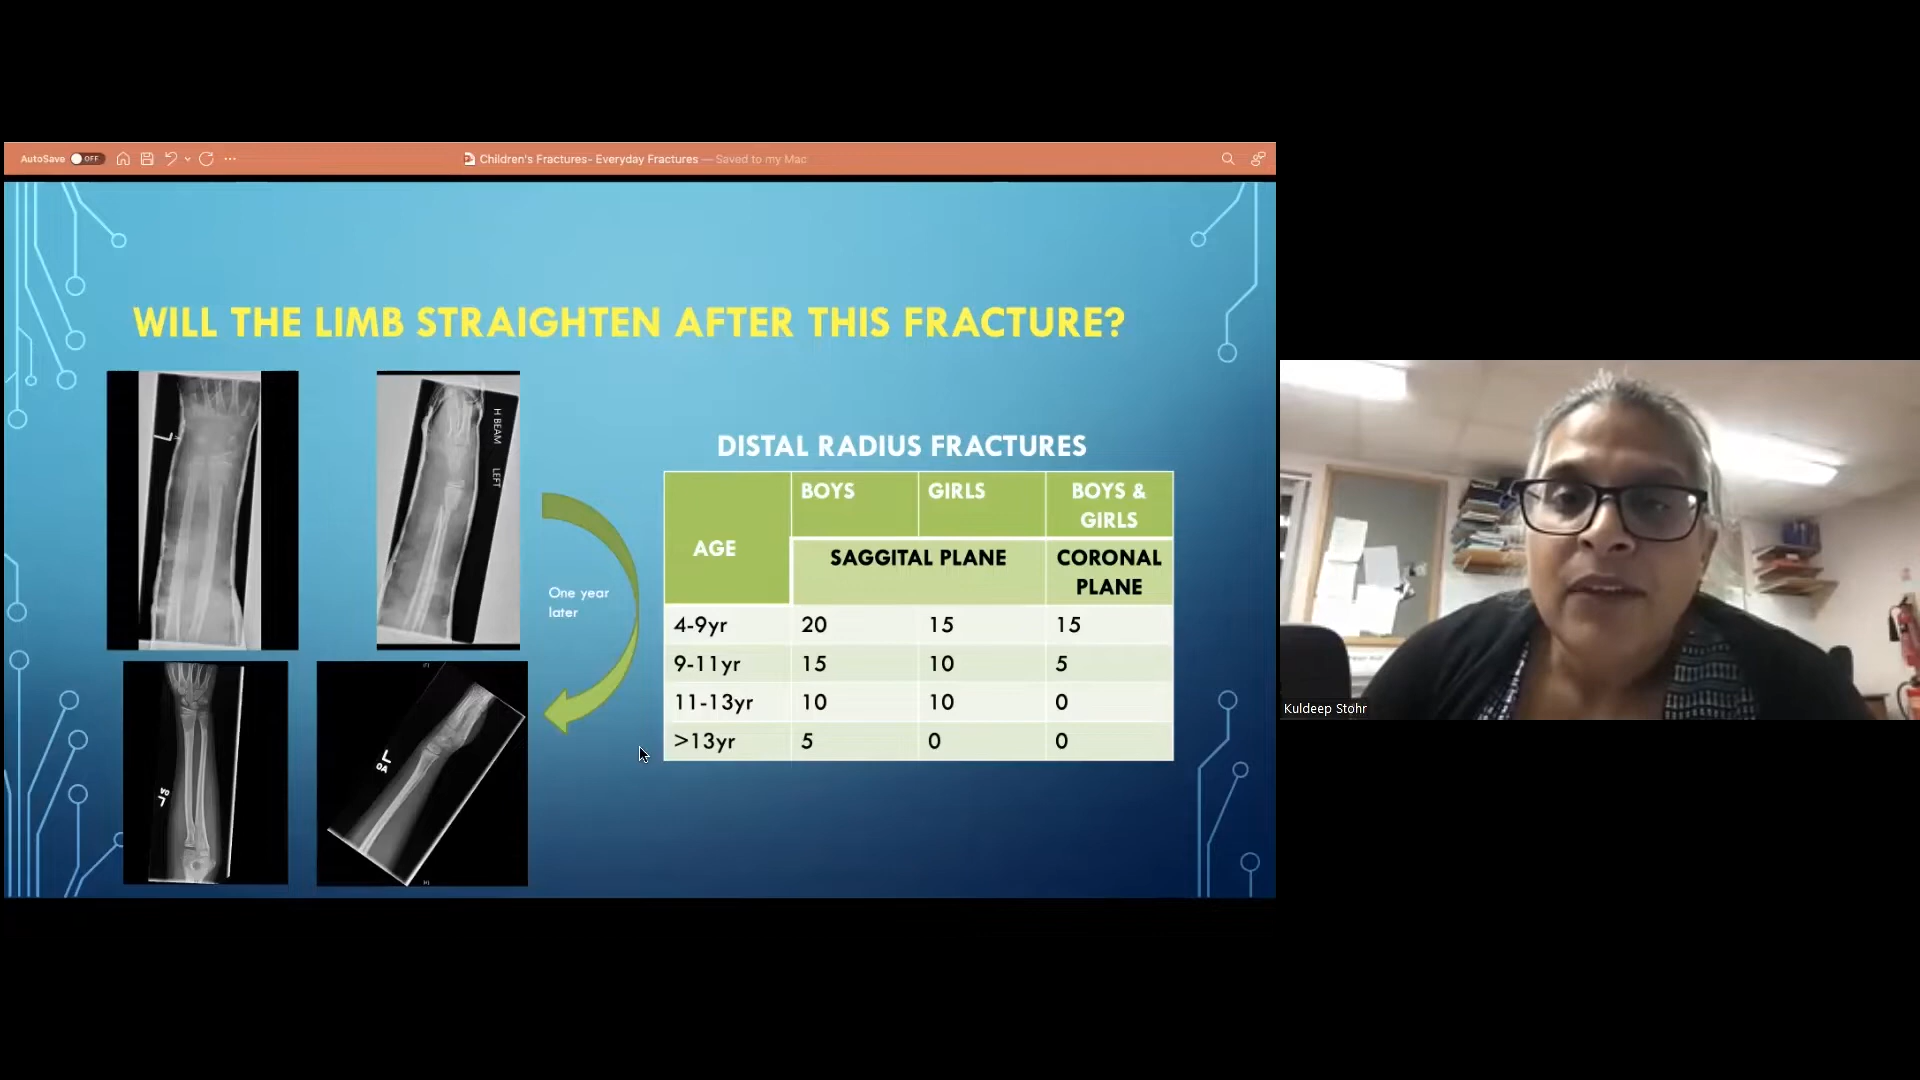 AutoSave OFF
Children's Fractures- Everyday Fractures — Saved to my Mac
WILL THE LIMB STRAIGHTEN AFTER THIS FRACTURE?
L
H BEAM
LEFT
One year
later
L
OA
L
OA
DISTAL RADIUS FRACTURES
AGE
BOYS
GIRLS
BOYS &
GIRLS
SAGGITAL PLANE
CORONAL
PLANE
4-9yr 20 15 15
9-11yr 15 10 5
11-13yr 10 10 0
>13yr 5 0 0
Kuldeep Stohr